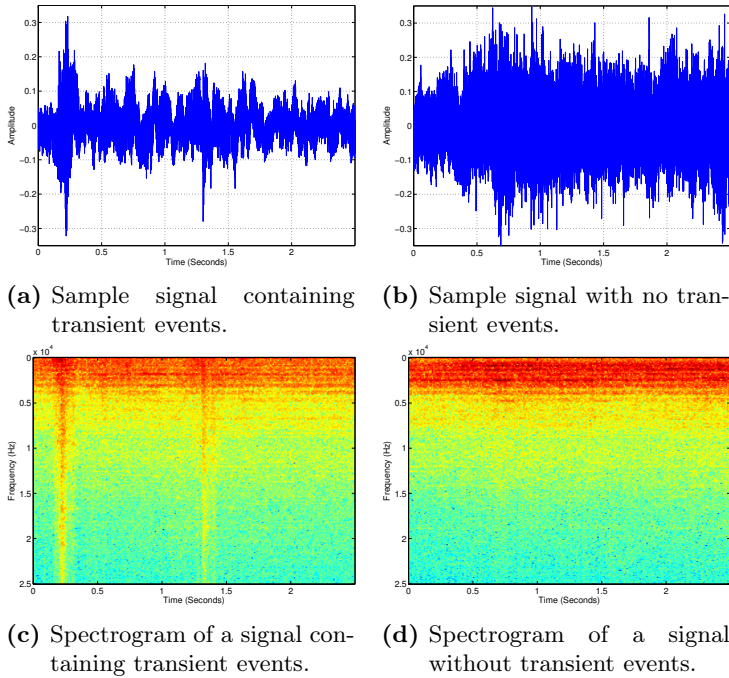 0.3
0.2
0.1
0
−0.1
−0.2
−0.3
Amplitude
0 0.5 1 1.5 2
Time (Seconds)
0.3
0.2
0.1
0
−0.1
−0.2
−0.3
Amplitude
0 0.5 1 1.5 2
Time (Seconds)
(a) Sample signal containing
transient events.
(b) Sample signal with no tran-
sient events.
x 10⁴
0
0.5
1
1.5
2
2.5
Frequency (Hz)
0 0.5 1 1.5 2
Time (Seconds)
x 10⁴
0
0.5
1
1.5
2
2.5
Frequency (Hz)
0 0.5 1 1.5 2
Time (Seconds)
(c) Spectrogram of a signal con-
taining transient events.
(d) Spectrogram of a signal
without transient events.